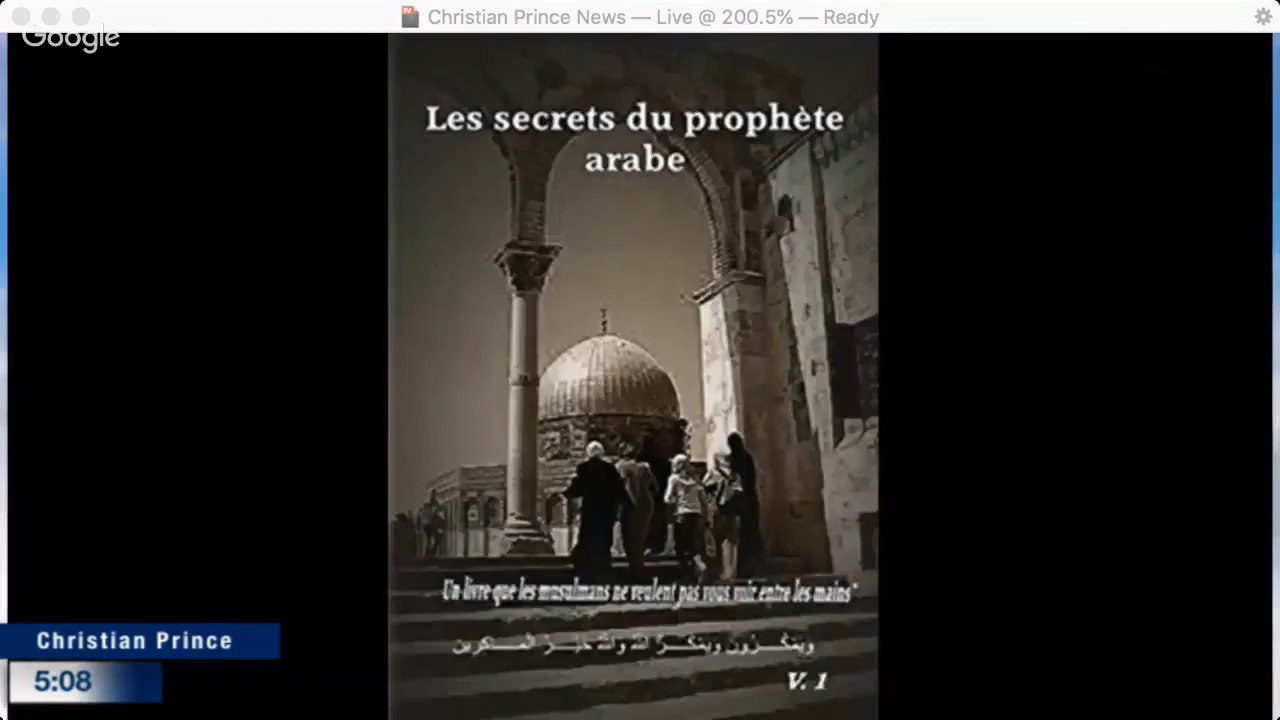 Christian Prince News — Live @ 200.5% — Ready
Google
Les secrets du prophète
arabe
Un livre que les musulmans ne veulent pas vous voir entre les mains"
ويمكرون ويمكر الله والله خير الماكرين
V. 1
Christian Prince
5:08